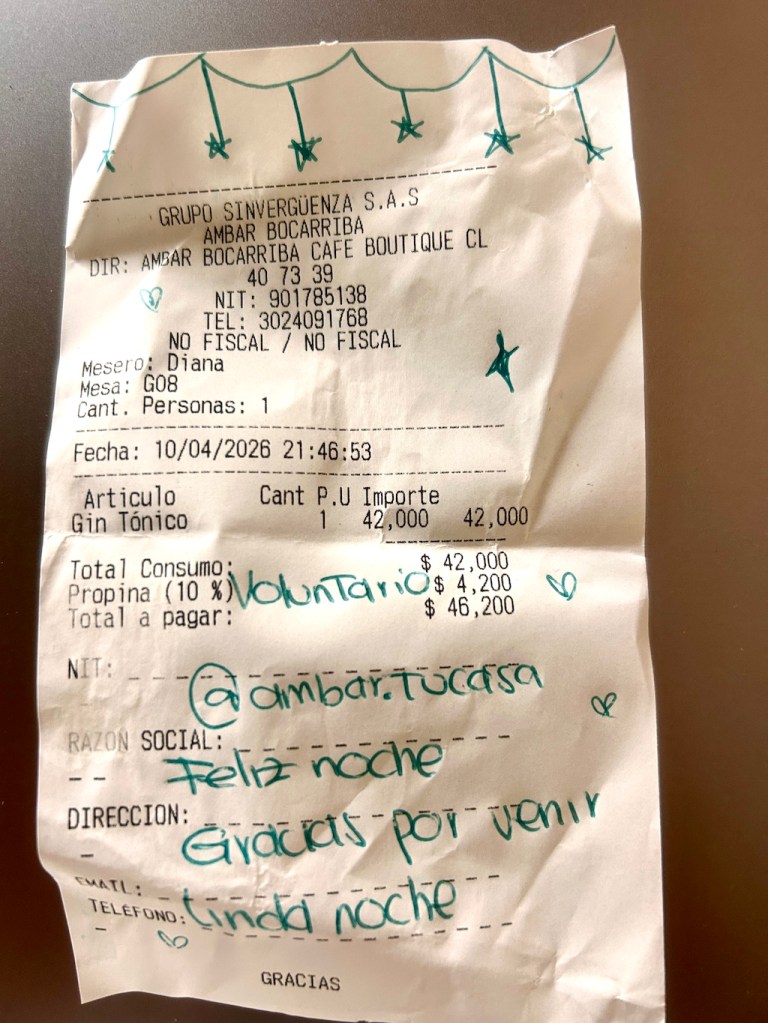 GRUPO SINVERGÜENZA S.A.S
AMBAR BOCARRIBA
DIR: AMBAR BOCARRIBA CAFE BOUTIQUE CL
40 73 39
NIT: 901785138
TEL: 3024091768
NO FISCAL / NO FISCAL
Mesero: Diana
Mesa: G08
Cant. Personas: 1
Fecha: 10/04/2026 21:46:53
Articulo Cant P.U Importe
Gin Tónico 1 42,000 42,000
Total Consumo: $ 42,000
Propina (10 %) Voluntario $ 4,200
Total a pagar: $ 46,200
NIT:
@ambar.tucasa
RAZON SOCIAL:
Feliz noche
DIRECCION:
Gracias por venir
EMAIL:
TELÉFONO: Linda noche
GRACIAS